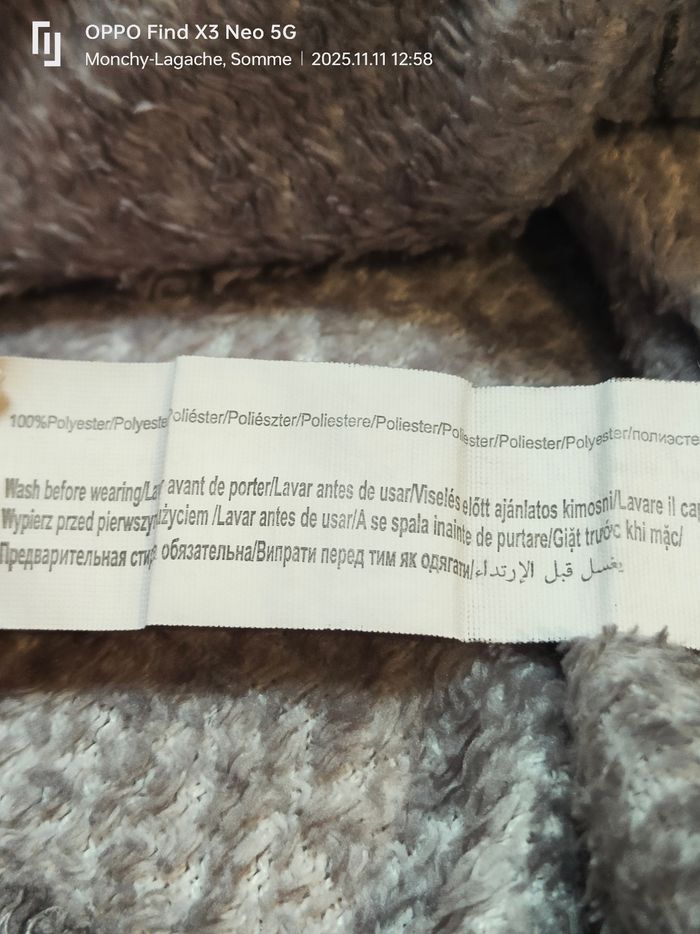 OPPO Find X3 Neo 5G
Monchy-Lagache, Somme | 2025.11.11 12:58
100%Polyester/Polyeste Poliéster/Poliészter/Poliestere/Poliester/Po ester/Poliester/Polyester/полиэсте
Wash before wearing/La avant de porter/Lavar antes de usar/Viselés előtt ajánlatos kimosni/Lavare il ca
Wypierz przed pierwszy użyciem /Lavar antes de usar/A se spala inainte de purtare/Giặt trước khi mặc/
Предварительная сти обязательна/Випрати перед тим як одягати/يغسل قبل الإرتداء